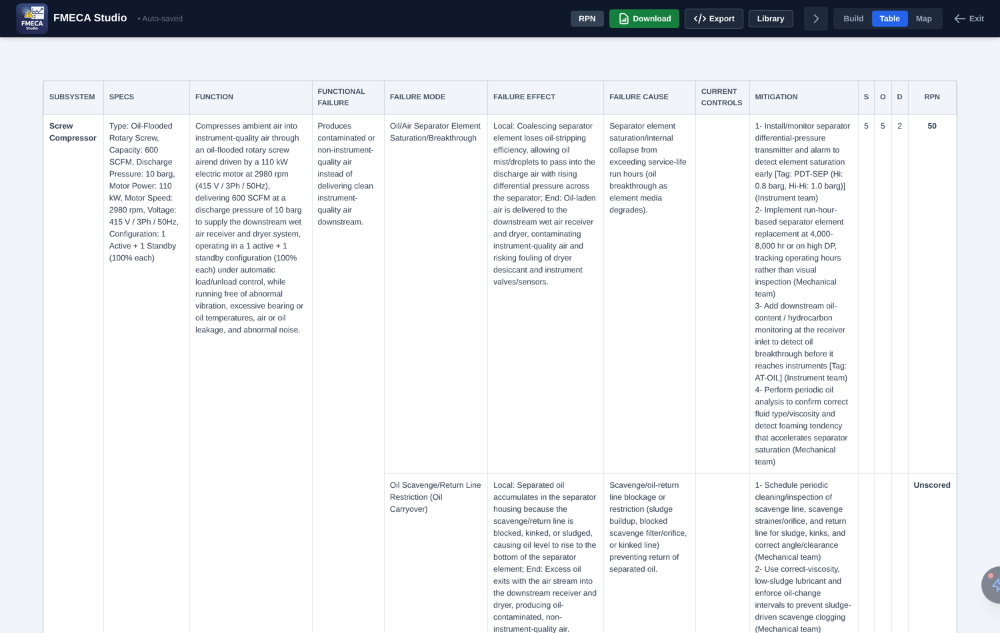 FMECA Studio
FMECA Studio
• Auto-saved
RPN
Download
Export
Library
Build
Table
Map
Exit
SUBSYSTEM
SPECS
FUNCTION
FUNCTIONAL
FAILURE
FAILURE MODE
FAILURE EFFECT
FAILURE CAUSE
CURRENT
CONTROLS
MITIGATION
S
O
D
RPN
Screw
Compressor
Type: Oil-Flooded
Rotary Screw,
Capacity: 600
SCFM, Discharge
Pressure: 10 barg,
Motor Power: 110
kW, Motor Speed:
2980 rpm, Voltage:
415 V / 3Ph / 50Hz,
Configuration: 1
Active + 1 Standby
(100% each)
Compresses ambient air into
instrument-quality air through
an oil-flooded rotary screw
airend driven by a 110 kW
electric motor at 2980 rpm
(415 V / 3Ph / 50Hz),
delivering 600 SCFM at a
discharge pressure of 10 barg
to supply the downstream wet
air receiver and dryer system,
operating in a 1 active + 1
standby configuration (100%
each) under automatic
load/unload control, while
running free of abnormal
vibration, excessive bearing or
oil temperatures, air or oil
leakage, and abnormal noise.
Produces
contaminated or
non-instrument-
quality air
instead of
delivering clean
instrument-
quality air
downstream.
Oil/Air Separator Element
Saturation/Breakthrough
Local: Coalescing separator
element loses oil-stripping
efficiency, allowing oil
mist/droplets to pass into the
discharge air with rising
differential pressure across
the separator; End: Oil-laden
air is delivered to the
downstream wet air receiver
and dryer, contaminating
instrument-quality air and
risking fouling of dryer
desiccant and instrument
valves/sensors.
Separator element
saturation/internal
collapse from
exceeding service-life
run hours (oil
breakthrough as
element media
degrades).
1- Install/monitor separator
differential-pressure
transmitter and alarm to
detect element saturation
early [Tag: PDT-SEP (Hi:
0.8 barg, Hi-Hi: 1.0 barg)]
(Instrument team)
2- Implement run-hour-
based separator element
replacement at 4,000-
8,000 hr or on high DP,
tracking operating hours
rather than visual
inspection (Mechanical
team)
3- Add downstream oil-
content / hydrocarbon
monitoring at the receiver
inlet to detect oil
breakthrough before it
reaches instruments [Tag:
AT-OIL] (Instrument team)
4- Perform periodic oil
analysis to confirm correct
fluid type/viscosity and
detect foaming tendency
that accelerates separator
saturation (Mechanical
team)
5
5
2
50
Oil Scavenge/Return Line
Restriction (Oil
Carryover)
Local: Separated oil
accumulates in the separator
housing because the
scavenge/return line is
blocked, kinked, or sludged,
causing oil level to rise to the
bottom of the separator
element; End: Excess oil
exits with the air stream into
the downstream receiver and
dryer, producing oil-
contaminated, non-
instrument-quality air.
Scavenge/oil-return
line blockage or
restriction (sludge
buildup, blocked
scavenge filter/orifice,
or kinked line)
preventing return of
separated oil.
1- Schedule periodic
cleaning/inspection of
scavenge line, scavenge
strainer/orifice, and return
line for sludge, kinks, and
correct angle/clearance
(Mechanical team)
2- Use correct-viscosity,
low-sludge lubricant and
enforce oil-change
intervals to prevent sludge-
driven scavenge clogging
(Mechanical team)
Unscored